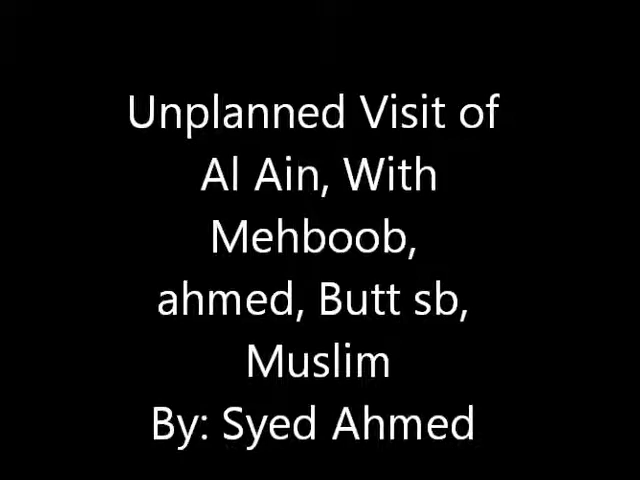 Unplanned Visit of
Al Ain, With
Mehboob,
ahmed, Butt sb,
Muslim
By: Syed Ahmed